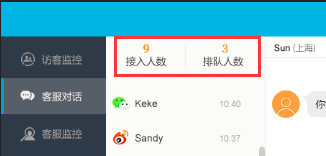 访客监控
客服对话
客服监控
9 3
接入人数 排队人数
Keke 10:40
Sandy 10:37
Sun (上海)
你